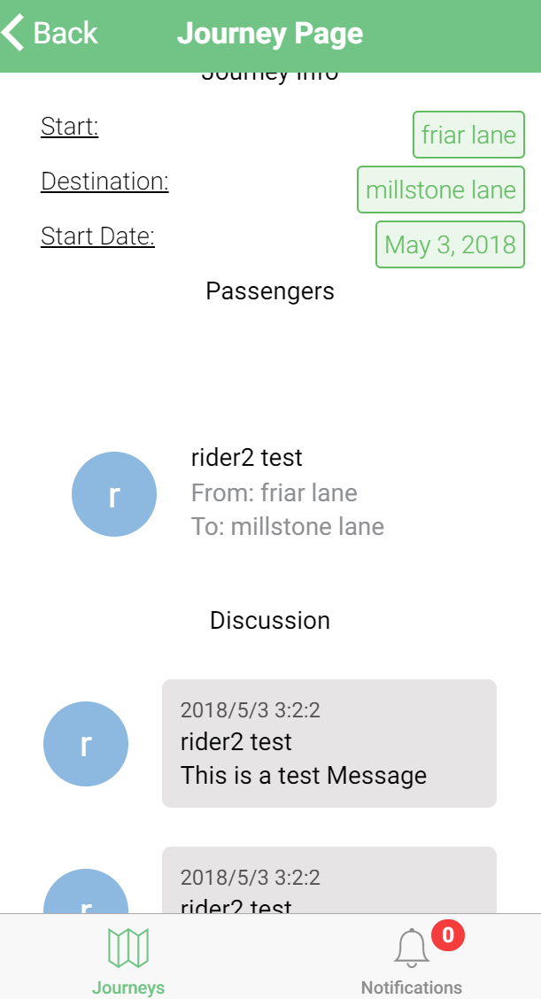 Back
Journey Page
Journey Info
Start:
friar lane
Destination:
millstone lane
Start Date:
May 3, 2018
Passengers
r
rider2 test
From: friar lane
To: millstone lane
Discussion
r
2018/5/3 3:2:2
rider2 test
This is a test Message
r
2018/5/3 3:2:2
rider2 test
0
Journeys
Notifications